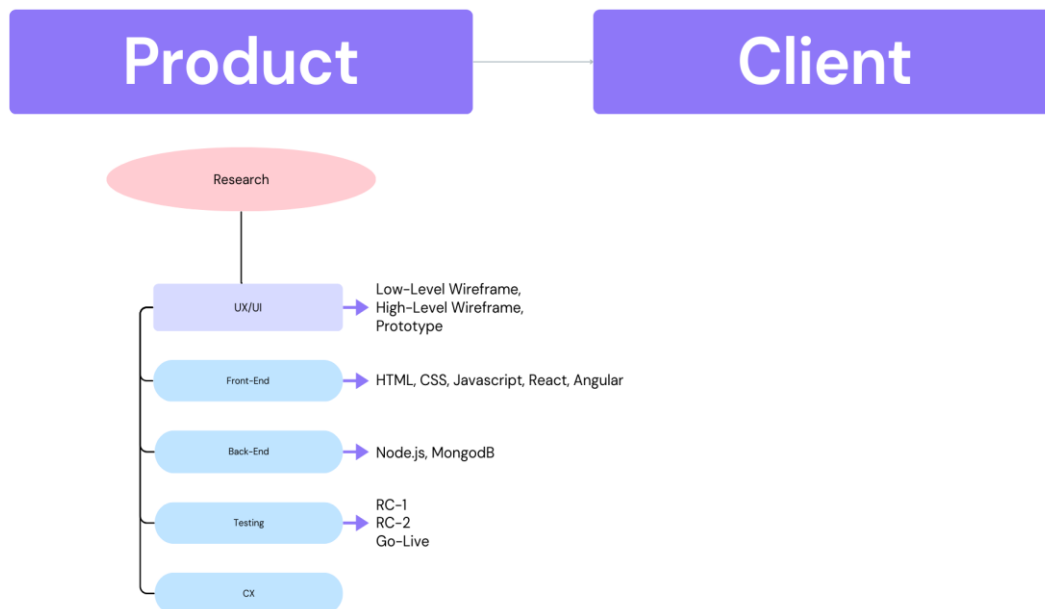 Product
Client
Research
UX/UI
Low-Level Wireframe,
High-Level Wireframe,
Prototype
Front-End
HTML, CSS, Javascript, React, Angular
Back-End
Node.js, MongodB
Testing
RC-1
RC-2
Go-Live
CX